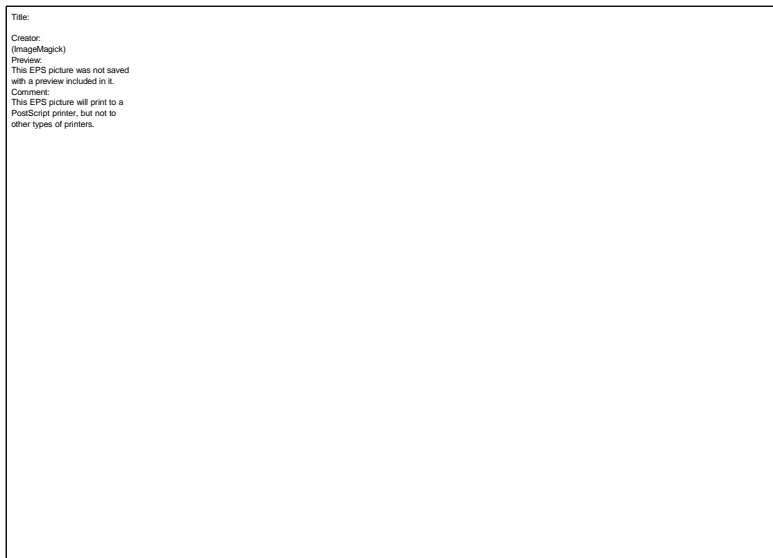 Title:
Creator:
(ImageMagick)
Preview:
This EPS picture was not saved
with a preview included in it.
Comment:
This EPS picture will print to a
PostScript printer, but not to
other types of printers.